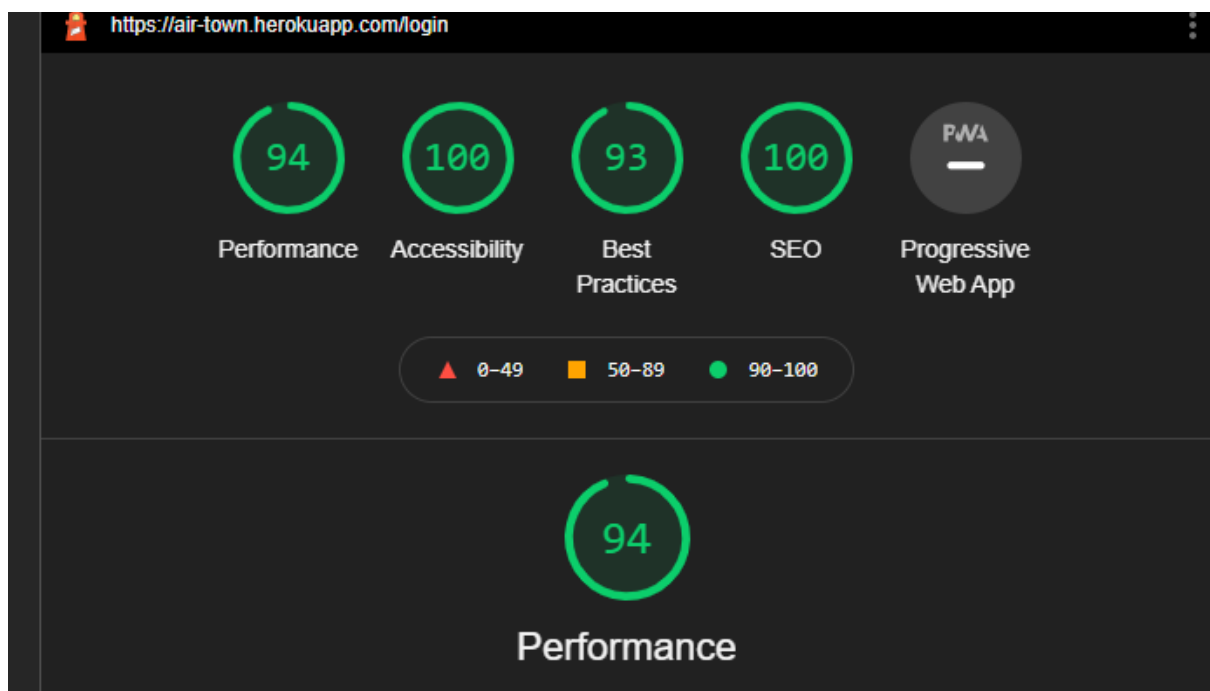 https://air-town.herokuapp.com/login
94
100
93
100
PWA
Performance
Accessibility
Best
Practices
SEO
Progressive
Web App
0–49
50–89
90–100
94
Performance